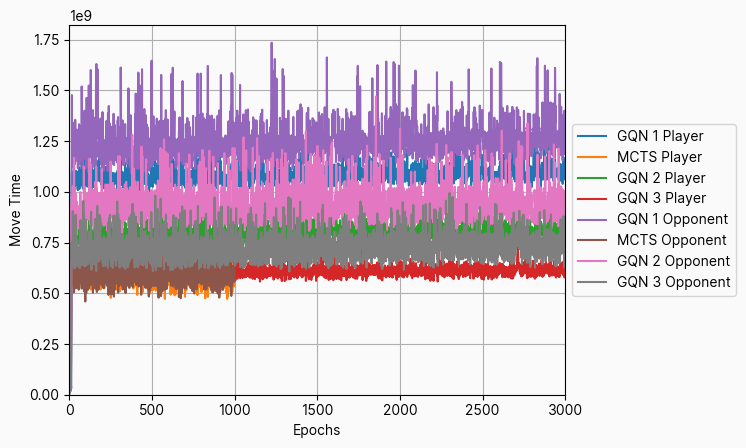 1e9
1.75
1.50
1.25
1.00
0.75
0.50
0.25
0.00
Move Time
0
500
1000
1500
2000
2500
3000
Epochs
GQN 1 Player
MCTS Player
GQN 2 Player
GQN 3 Player
GQN 1 Opponent
MCTS Opponent
GQN 2 Opponent
GQN 3 Opponent